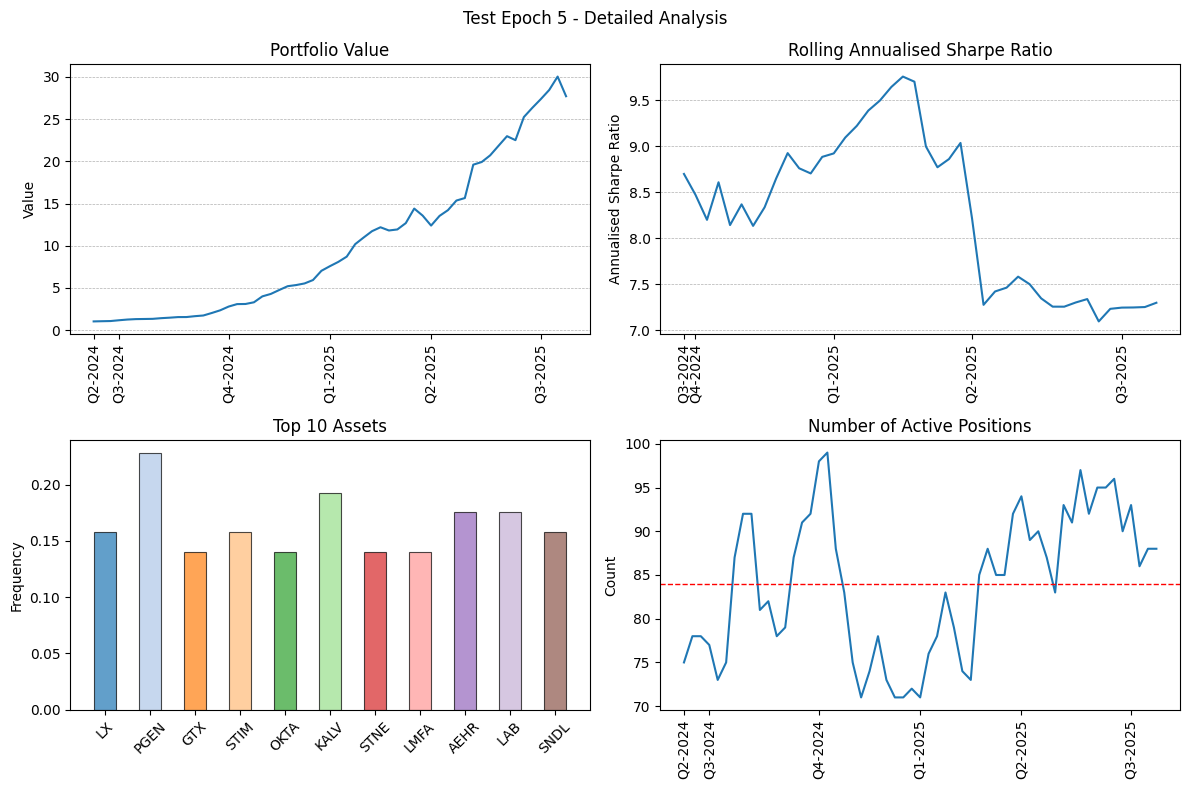 Test Epoch 5 - Detailed Analysis
Portfolio Value
Value
30
25
20
15
10
5
0
Q2-2024
Q3-2024
Q4-2024
Q1-2025
Q2-2025
Q3-2025
Rolling Annualised Sharpe Ratio
Annualised Sharpe Ratio
9.5
9.0
8.5
8.0
7.5
7.0
Q3-2024
Q4-2024
Q1-2025
Q2-2025
Q3-2025
Top 10 Assets
Frequency
0.20
0.15
0.10
0.05
0.00
LX
PGEN
GTX
STIM
OKTA
KALV
STNE
LMFA
AEHR
LAB
SNDL
Number of Active Positions
Count
100
95
90
85
80
75
70
Q2-2024
Q3-2024
Q4-2024
Q1-2025
Q2-2025
Q3-2025